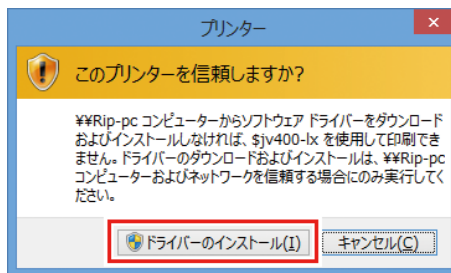 プリンター
このプリンターを信頼しますか?
¥¥Rip-pc コンピューターからソフトウェア ドライバーをダウンロード
およびインストールしなければ、$jv400-lx を使用して印刷でき
ません。ドライバーのダウンロードおよびインストールは、¥¥Rip-pc
コンピューターおよびネットワークを信頼する場合にのみ実行してく
ださい。
ドライバーのインストール(I) キャンセル(C)